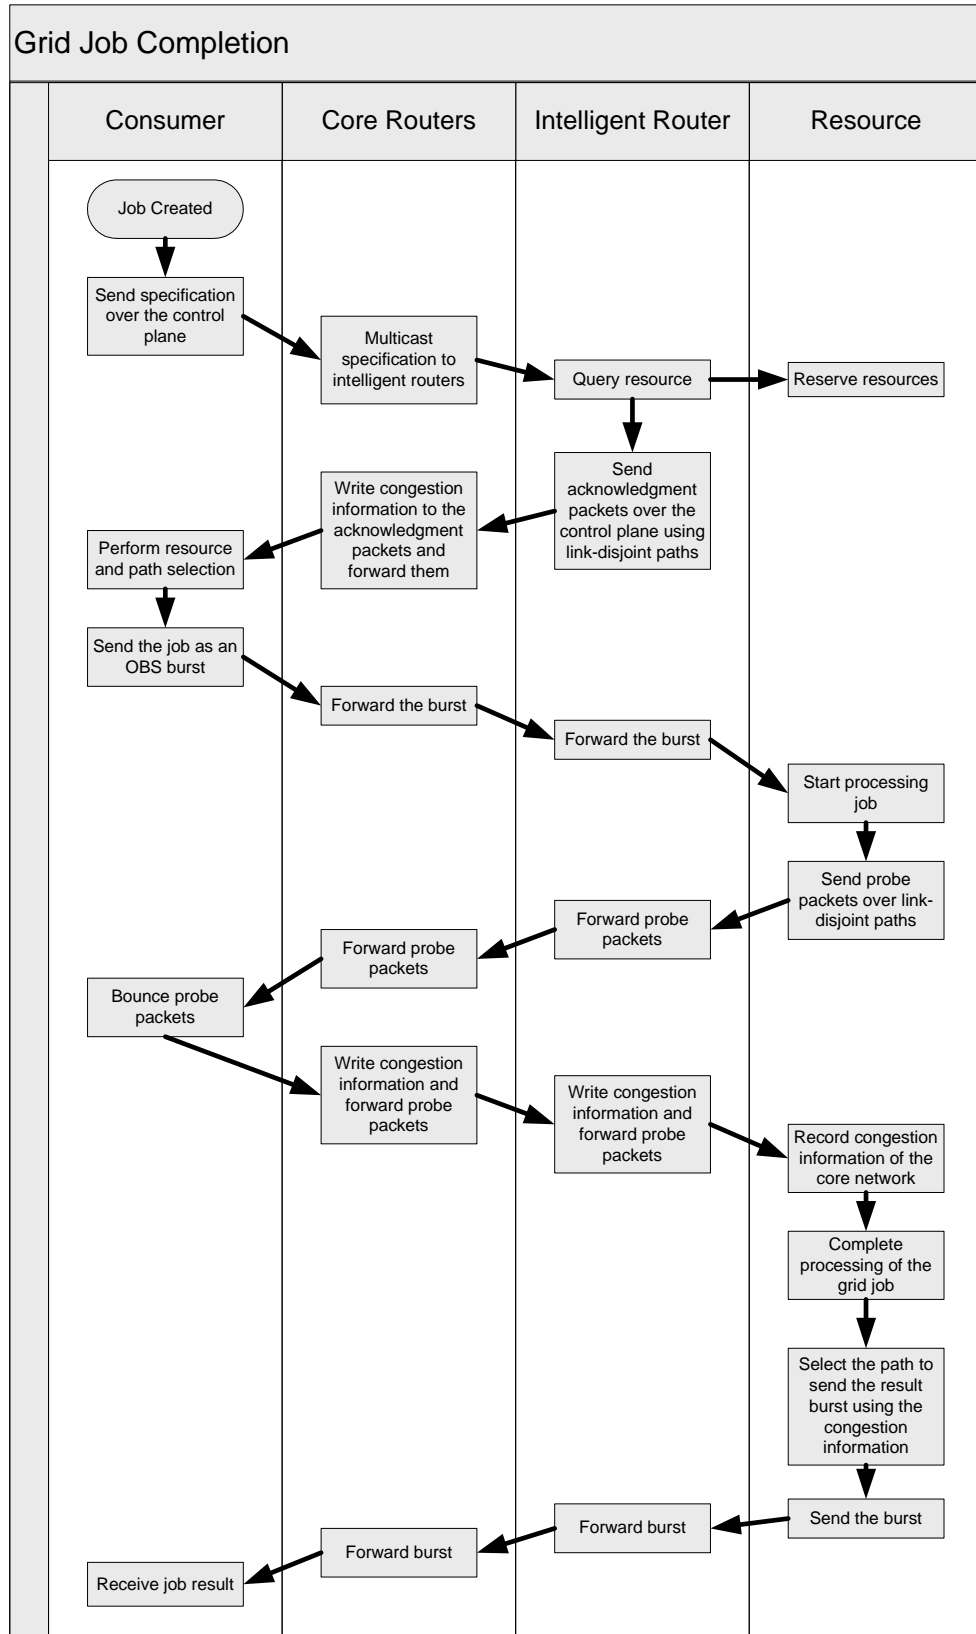 Grid Job Completion
Consumer
Core Routers
Intelligent Router
Resource
Job Created
Send specification
over the control
plane
Multicast
specification to
intelligent routers
Query resource
Reserve resources
Send
acknowledgment
packets over the
control plane using
link-disjoint paths
Write congestion
information to the
acknowledgment
packets and
forward them
Perform resource
and path selection
Send the job as an
OBS burst
Forward the burst
Forward the burst
Start processing
job
Send probe
packets over link-
disjoint paths
Forward probe
packets
Forward probe
packets
Bounce probe
packets
Write congestion
information and
forward probe
packets
Write congestion
information and
forward probe
packets
Record congestion
information of the
core network
Complete
processing of the
grid job
Select the path to
send the result
burst using the
congestion
information
Send the burst
Forward burst
Forward burst
Receive job result